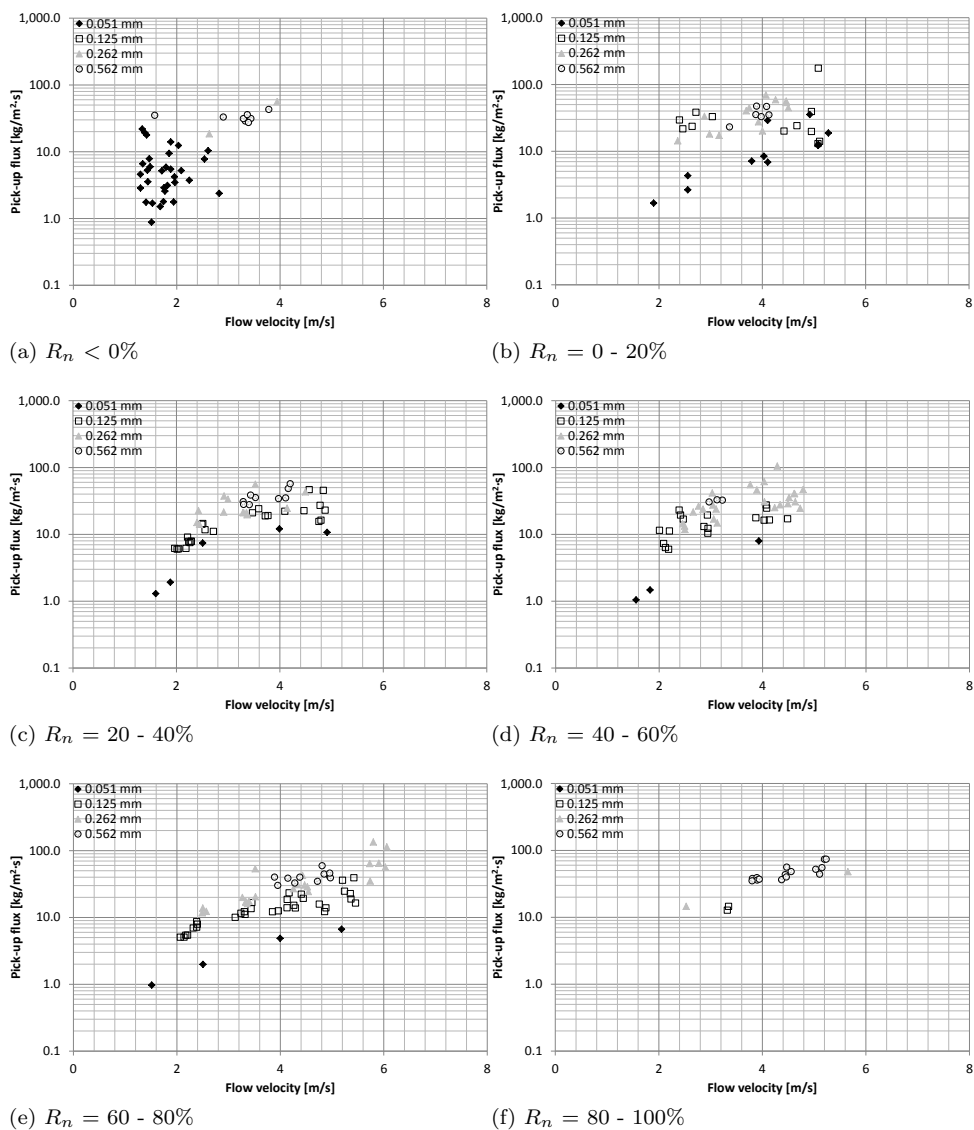 1,000.0
100.0
10.0
1.0
0.1
Pick-up flux [kg/m²·s]
0.051 mm
0.125 mm
0.262 mm
0.562 mm
0 2 4 6 8
Flow velocity [m/s]
(a) Rₙ < 0%
1,000.0
100.0
10.0
1.0
0.1
Pick-up flux [kg/m²·s]
0.051 mm
0.125 mm
0.262 mm
0.562 mm
0 2 4 6 8
Flow velocity [m/s]
(b) Rₙ = 0 - 20%
1,000.0
100.0
10.0
1.0
0.1
Pick-up flux [kg/m²·s]
0.051 mm
0.125 mm
0.262 mm
0.562 mm
0 2 4 6 8
Flow velocity [m/s]
(c) Rₙ = 20 - 40%
1,000.0
100.0
10.0
1.0
0.1
Pick-up flux [kg/m²·s]
0.051 mm
0.125 mm
0.262 mm
0.562 mm
0 2 4 6 8
Flow velocity [m/s]
(d) Rₙ = 40 - 60%
1,000.0
100.0
10.0
1.0
0.1
Pick-up flux [kg/m²·s]
0.051 mm
0.125 mm
0.262 mm
0.562 mm
0 2 4 6 8
Flow velocity [m/s]
(e) Rₙ = 60 - 80%
1,000.0
100.0
10.0
1.0
0.1
Pick-up flux [kg/m²·s]
0.051 mm
0.125 mm
0.262 mm
0.562 mm
0 2 4 6 8
Flow velocity [m/s]
(f) Rₙ = 80 - 100%